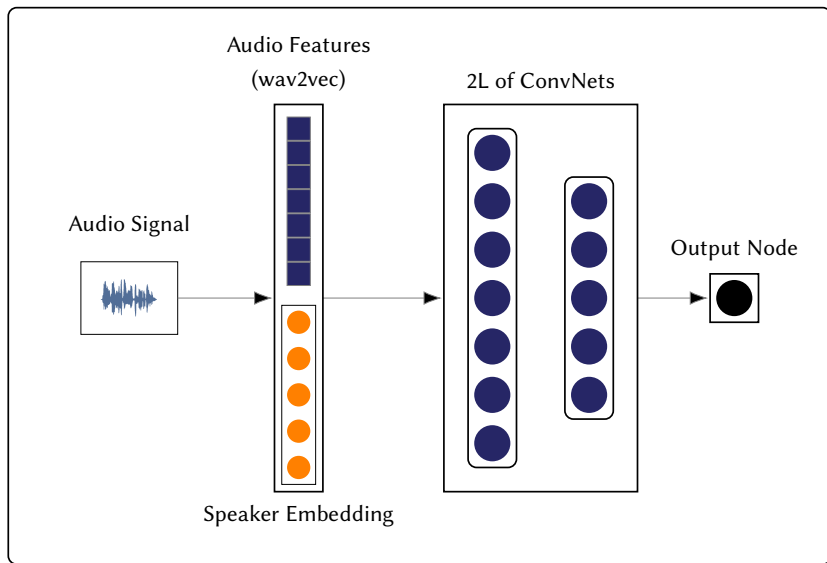 Audio Features
(wav2vec)
2L of ConvNets
Audio Signal
Output Node
Speaker Embedding